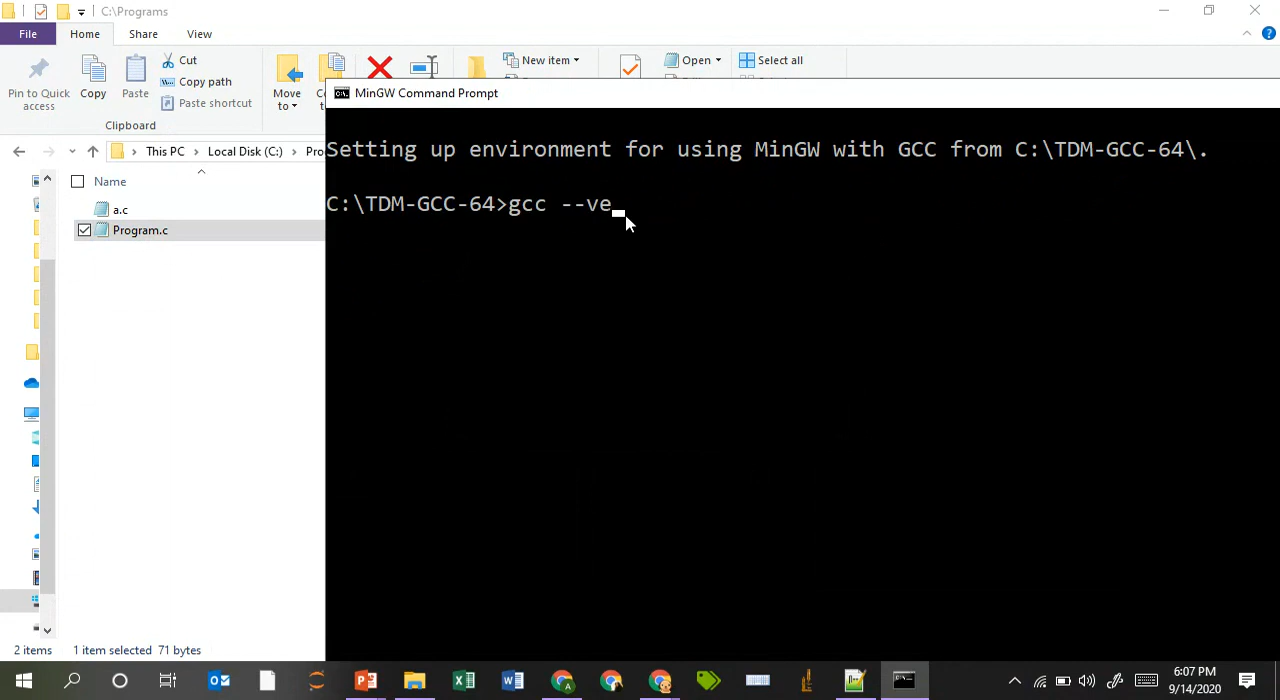 C:\Programs
File Home Share View
Pin to Quick access
Copy
Paste
Cut
Copy path
Paste shortcut
Clipboard
Move to
New item
Open
Select all
MinGW Command Prompt
This PC > Local Disk (C:) >
Name
a.c
Program.c
Setting up environment for using MinGW with GCC from C:\TDM-GCC-64\.
C:\TDM-GCC-64>gcc --ve_
2 items 1 item selected 71 bytes
6:07 PM
9/14/2020